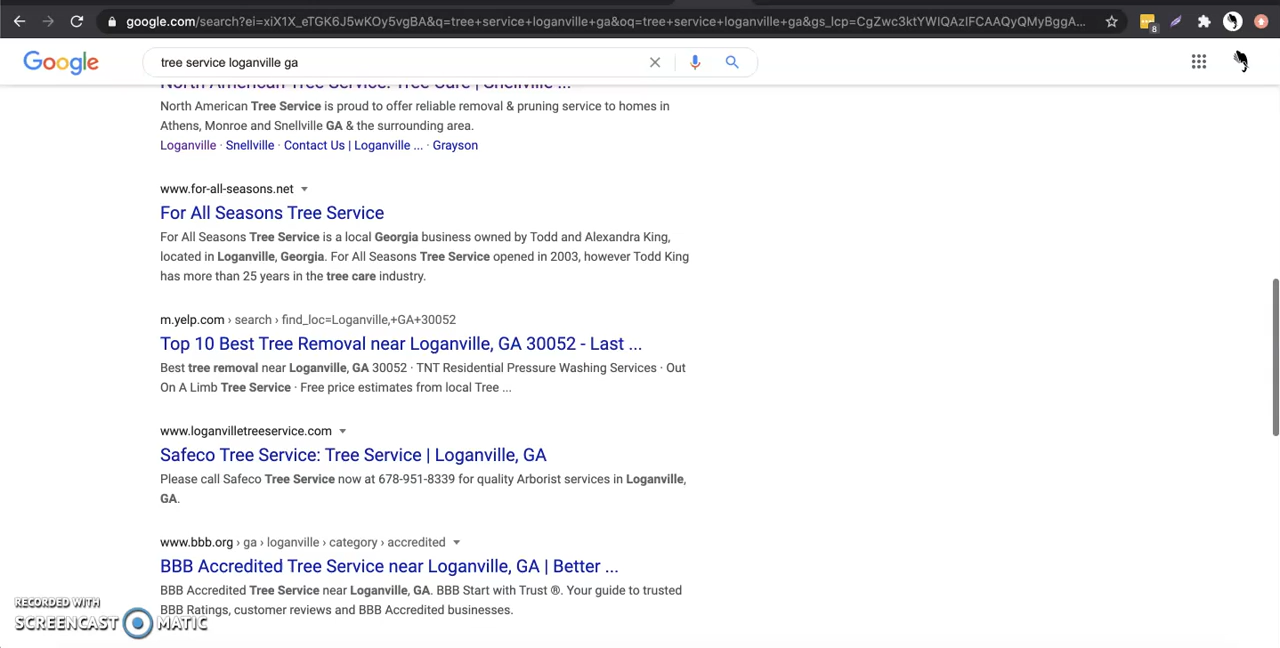 google.com/search?ei=xiX1X_eTGK6J5wKOy5vgBA&q=tree+service+loganville+ga&oq=tree+service+loganville+ga&gs_lcp=CgZwc3ktYWIQAzIFCAAQyQMyBggA...
8
Google
tree service loganville ga
North American Tree Service: Tree Care | Snellville ...
North American Tree Service is proud to offer reliable removal & pruning service to homes in
Athens, Monroe and Snellville GA & the surrounding area.
Loganville · Snellville · Contact Us | Loganville ... · Grayson
www.for-all-seasons.net
For All Seasons Tree Service
For All Seasons Tree Service is a local Georgia business owned by Todd and Alexandra King,
located in Loganville, Georgia. For All Seasons Tree Service opened in 2003, however Todd King
has more than 25 years in the tree care industry.
m.yelp.com › search › find_loc=Loganville,+GA+30052
Top 10 Best Tree Removal near Loganville, GA 30052 - Last ...
Best tree removal near Loganville, GA 30052 · TNT Residential Pressure Washing Services · Out
On A Limb Tree Service · Free price estimates from local Tree ...
www.loganvilletreeservice.com
Safeco Tree Service: Tree Service | Loganville, GA
Please call Safeco Tree Service now at 678-951-8339 for quality Arborist services in Loganville,
GA.
www.bbb.org › ga › loganville › category › accredited
BBB Accredited Tree Service near Loganville, GA | Better ...
BBB Accredited Tree Service near Loganville, GA. BBB Start with Trust ®. Your guide to trusted
BBB Ratings, customer reviews and BBB Accredited businesses.
RECORDED WITH
SCREENCAST MATIC